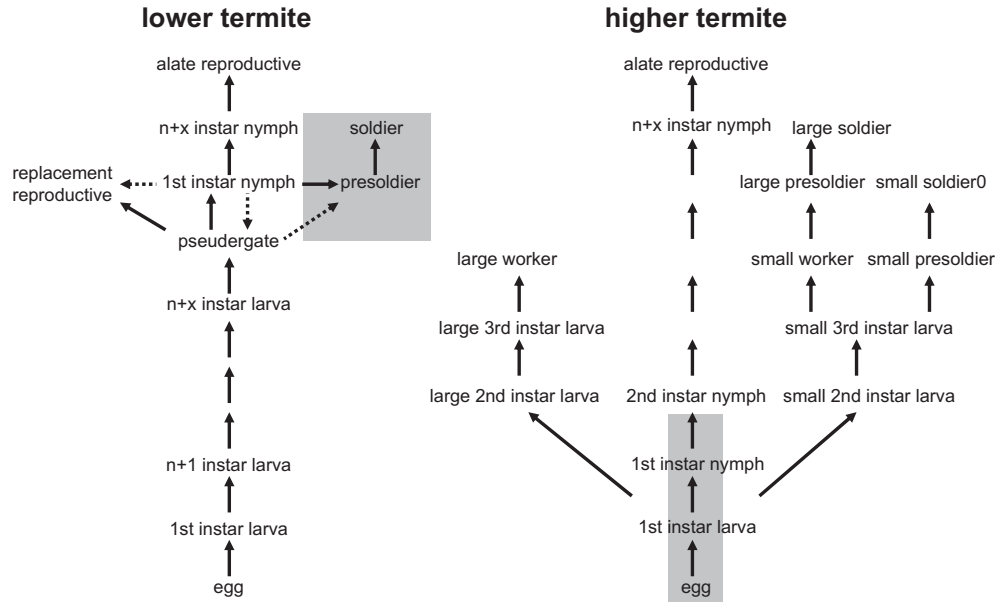 lower termite
alate reproductive
n+x instar nymph
soldier
replacement
reproductive
1st instar nymph
presoldier
pseudergate
n+x instar larva
n+1 instar larva
1st instar larva
egg
higher termite
alate reproductive
n+x instar nymph
large soldier
large presoldier
small soldier0
large worker
small worker
small presoldier
large 3rd instar larva
small 3rd instar larva
large 2nd instar larva
2nd instar nymph
small 2nd instar larva
1st instar nymph
1st instar larva
egg